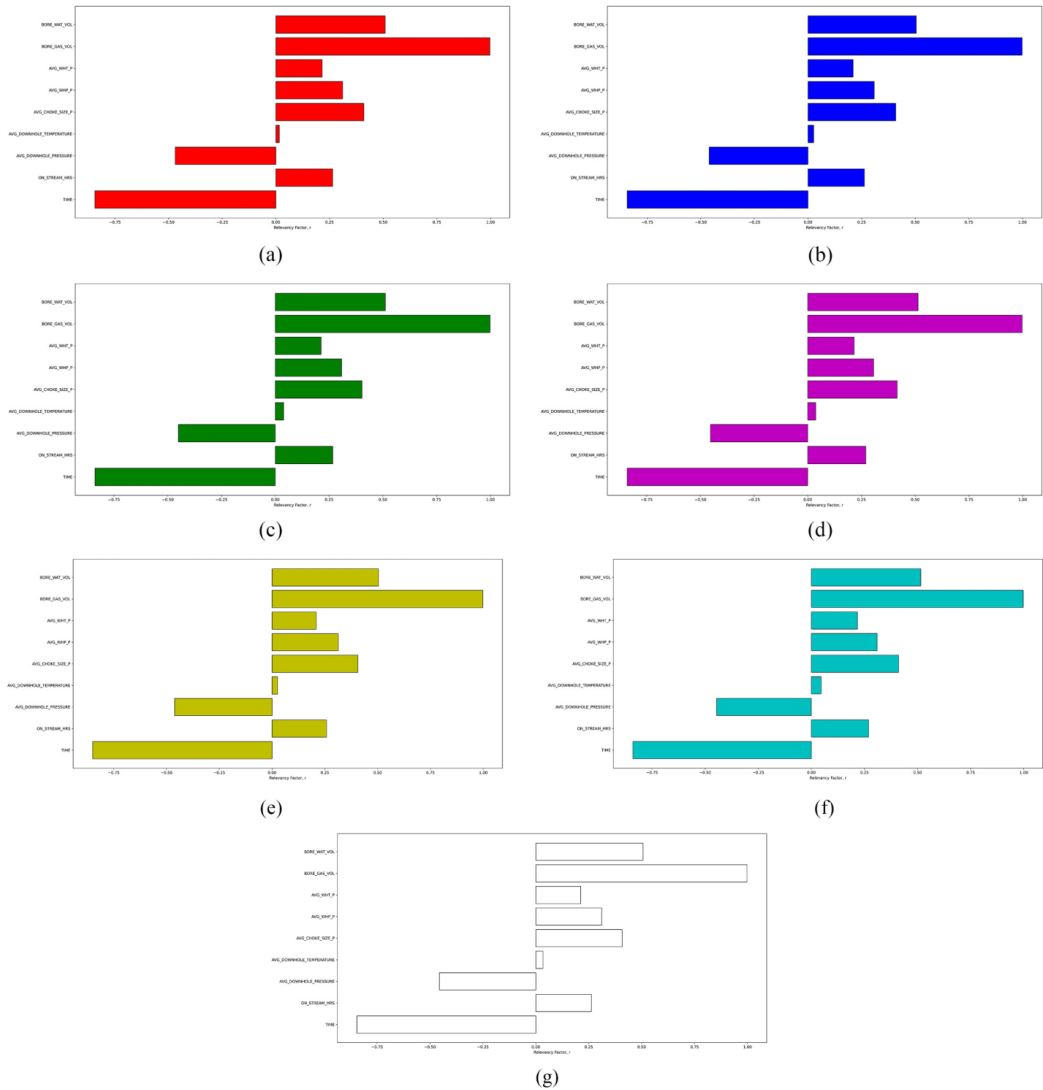 BORE_WAT_VOL
BORE_GAS_VOL
AVG_WHT_P
AVG_WHP_P
AVG_CHOKE_SIZE_P
AVG_DOWNHOLE_TEMPERATURE
AVG_DOWNHOLE_PRESSURE
ON_STREAM_HRS
TIME
−0.75 −0.50 −0.25 0.00 0.25 0.50 0.75 1.00
Relevancy Factor, r
(a)
BORE_WAT_VOL
BORE_GAS_VOL
AVG_WHT_P
AVG_WHP_P
AVG_CHOKE_SIZE_P
AVG_DOWNHOLE_TEMPERATURE
AVG_DOWNHOLE_PRESSURE
ON_STREAM_HRS
TIME
−0.75 −0.50 −0.25 0.00 0.25 0.50 0.75 1.00
Relevancy Factor, r
(b)
BORE_WAT_VOL
BORE_GAS_VOL
AVG_WHT_P
AVG_WHP_P
AVG_CHOKE_SIZE_P
AVG_DOWNHOLE_TEMPERATURE
AVG_DOWNHOLE_PRESSURE
ON_STREAM_HRS
TIME
−0.75 −0.50 −0.25 0.00 0.25 0.50 0.75 1.00
Relevancy Factor, r
(c)
BORE_WAT_VOL
BORE_GAS_VOL
AVG_WHT_P
AVG_WHP_P
AVG_CHOKE_SIZE_P
AVG_DOWNHOLE_TEMPERATURE
AVG_DOWNHOLE_PRESSURE
ON_STREAM_HRS
TIME
−0.75 −0.50 −0.25 0.00 0.25 0.50 0.75 1.00
Relevancy Factor, r
(d)
BORE_WAT_VOL
BORE_GAS_VOL
AVG_WHT_P
AVG_WHP_P
AVG_CHOKE_SIZE_P
AVG_DOWNHOLE_TEMPERATURE
AVG_DOWNHOLE_PRESSURE
ON_STREAM_HRS
TIME
−0.75 −0.50 −0.25 0.00 0.25 0.50 0.75 1.00
Relevancy Factor, r
(e)
BORE_WAT_VOL
BORE_GAS_VOL
AVG_WHT_P
AVG_WHP_P
AVG_CHOKE_SIZE_P
AVG_DOWNHOLE_TEMPERATURE
AVG_DOWNHOLE_PRESSURE
ON_STREAM_HRS
TIME
−0.75 −0.50 −0.25 0.00 0.25 0.50 0.75 1.00
Relevancy Factor, r
(f)
BORE_WAT_VOL
BORE_GAS_VOL
AVG_WHT_P
AVG_WHP_P
AVG_CHOKE_SIZE_P
AVG_DOWNHOLE_TEMPERATURE
AVG_DOWNHOLE_PRESSURE
ON_STREAM_HRS
TIME
−0.75 −0.50 −0.25 0.00 0.25 0.50 0.75 1.00
Relevancy Factor, r
(g)